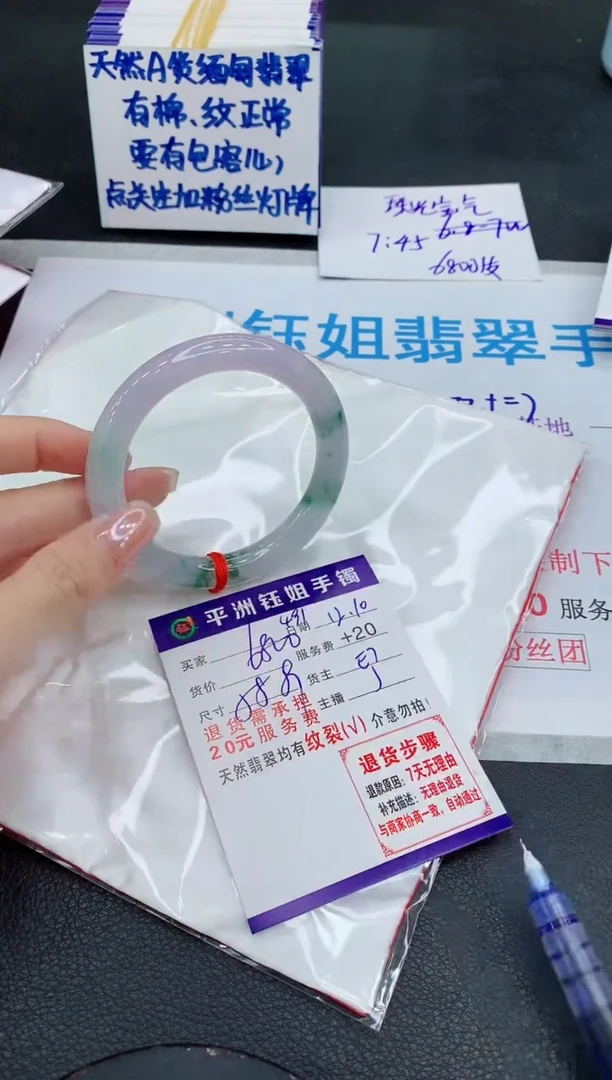 天然A货缅甸翡翠
有棉、纹正常
要有包容心)
点关注加粉丝灯牌
7:45
6800
钰姐翡翠手
制下
0 服务
粉丝团
平洲钰姐手镯
买家 日期 12.10
货价 服务费 +20
尺寸 货主
主播
退货需承担
20元服务费
天然翡翠均有纹裂(V) 介意勿拍!
退货步骤
退款原因:7天无理由
补充描述:无理由退货
与商家协商一致,自动通过